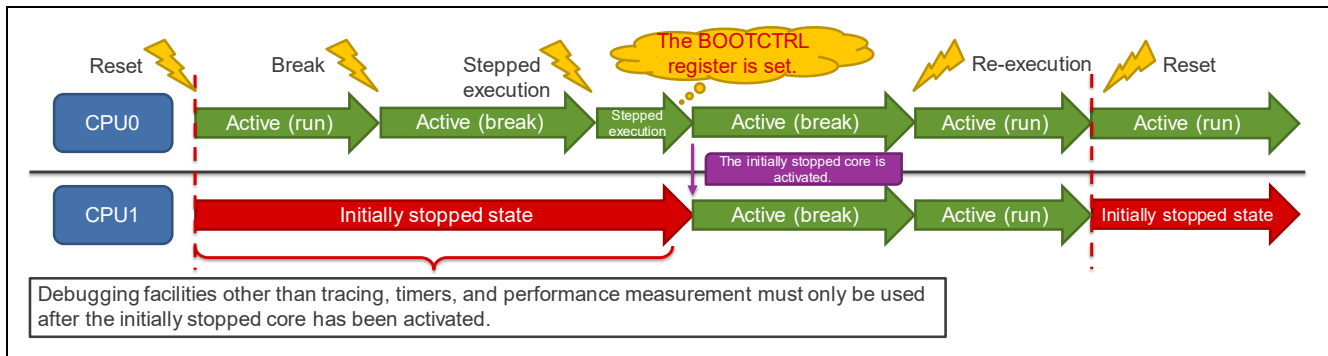 The BOOTCTRL
register is set.
Reset
Break
Stepped
execution
Re-execution
Reset
CPU0
Active (run)
Active (break)
Stepped
execution
Active (break)
Active (run)
Active (run)
The initially stopped core is
activated.
CPU1
Initially stopped state
Active (break)
Active (run)
Initially stopped state
Debugging facilities other than tracing, timers, and performance measurement must only be used
after the initially stopped core has been activated.